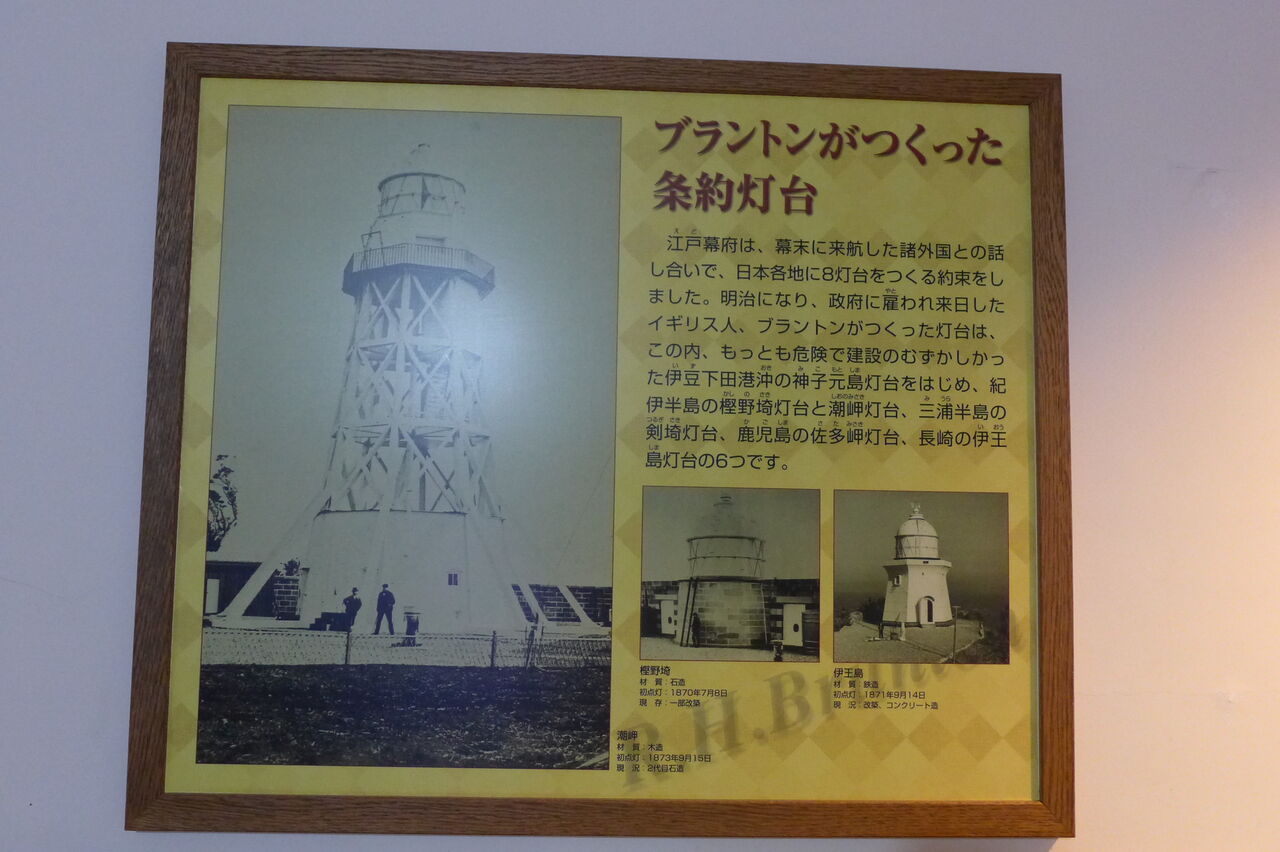 ブラントンがつくった
条約灯台
江戸幕府は、幕末に来航した諸外国との話
し合いで、日本各地に8灯台をつくる約束をし
ました。明治になり、政府に雇われ来日した
イギリス人、ブラントンがつくった灯台は、
この内、もっとも危険で建設のむずかしかっ
た伊豆下田港沖の神子元島灯台をはじめ、紀
伊半島の樫野埼灯台と潮岬灯台、三浦半島の
剣埼灯台、鹿児島の佐多岬灯台、長崎の伊王
島灯台の6つです。
樫野埼
材 質：石造
初点灯：1870年7月8日
現 存：一部改築
伊王島
材 質：鉄造
初点灯：1871年9月14日
現 況：改築、コンクリート造
潮岬
材 質：木造
初点灯：1873年9月15日
現 況：2代目石造
R.H.Brunton